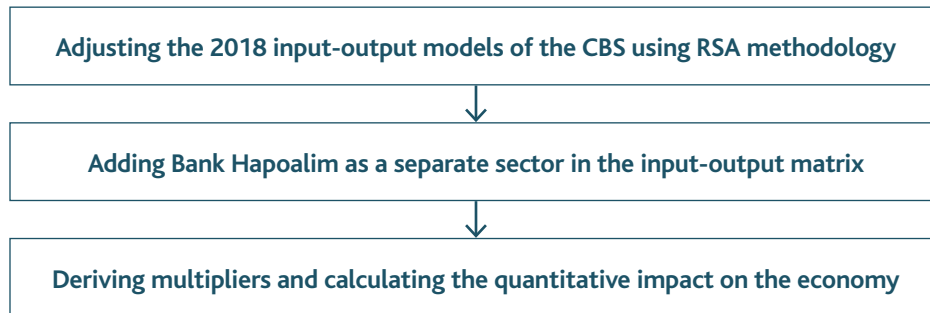 Adjusting the 2018 input-output models of the CBS using RSA methodology
Adding Bank Hapoalim as a separate sector in the input-output matrix
Deriving multipliers and calculating the quantitative impact on the economy